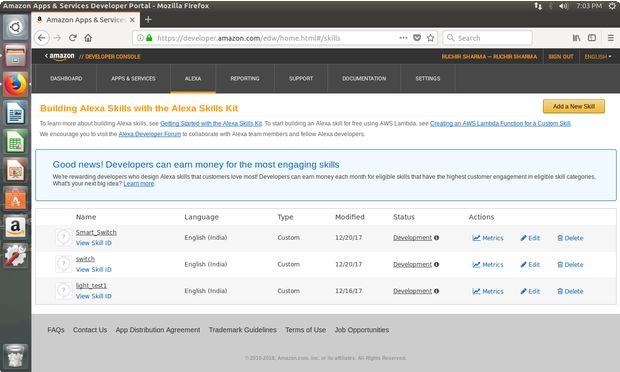 Amazon Apps & Services Developer Portal - Mozilla Firefox
7:03 PM
Amazon Apps & Services
https://developer.amazon.com/edw/home.html#/skills
Search
amazon // DEVELOPER CONSOLE
RUCHIR SHARMA — RUCHIR SHARMA SIGN OUT ENGLISH
DASHBOARD APPS & SERVICES ALEXA REPORTING SUPPORT DOCUMENTATION SETTINGS
Building Alexa Skills with the Alexa Skills Kit
Add a New Skill
To learn more about building Alexa skills, see Getting Started with the Alexa Skills Kit. To start building an Alexa skill for free using AWS Lambda, see Creating an AWS Lambda Function for a Custom Skill.
We encourage you to visit the Alexa Developer Forum to collaborate with Alexa team members and fellow Alexa developers.
Good news! Developers can earn money for the most engaging skills
We're rewarding developers who design Alexa skills that customers love most! Developers can earn money each month for eligible skills that have the highest customer engagement in eligible skill categories.
What's your next big idea? Learn more.
Name Language Type Modified Status Actions
Smart_Switch English (India) Custom 12/20/17 Development Metrics Edit Delete
View Skill ID
switch English (India) Custom 12/20/17 Development Metrics Edit Delete
View Skill ID
light_test1 English (India) Custom 12/16/17 Development Metrics Edit Delete
View Skill ID
FAQs Contact Us App Distribution Agreement Trademark Guidelines Terms of Use Job Opportunities
© 2010-2018, Amazon.com, Inc. or its affiliates. All Rights Reserved.